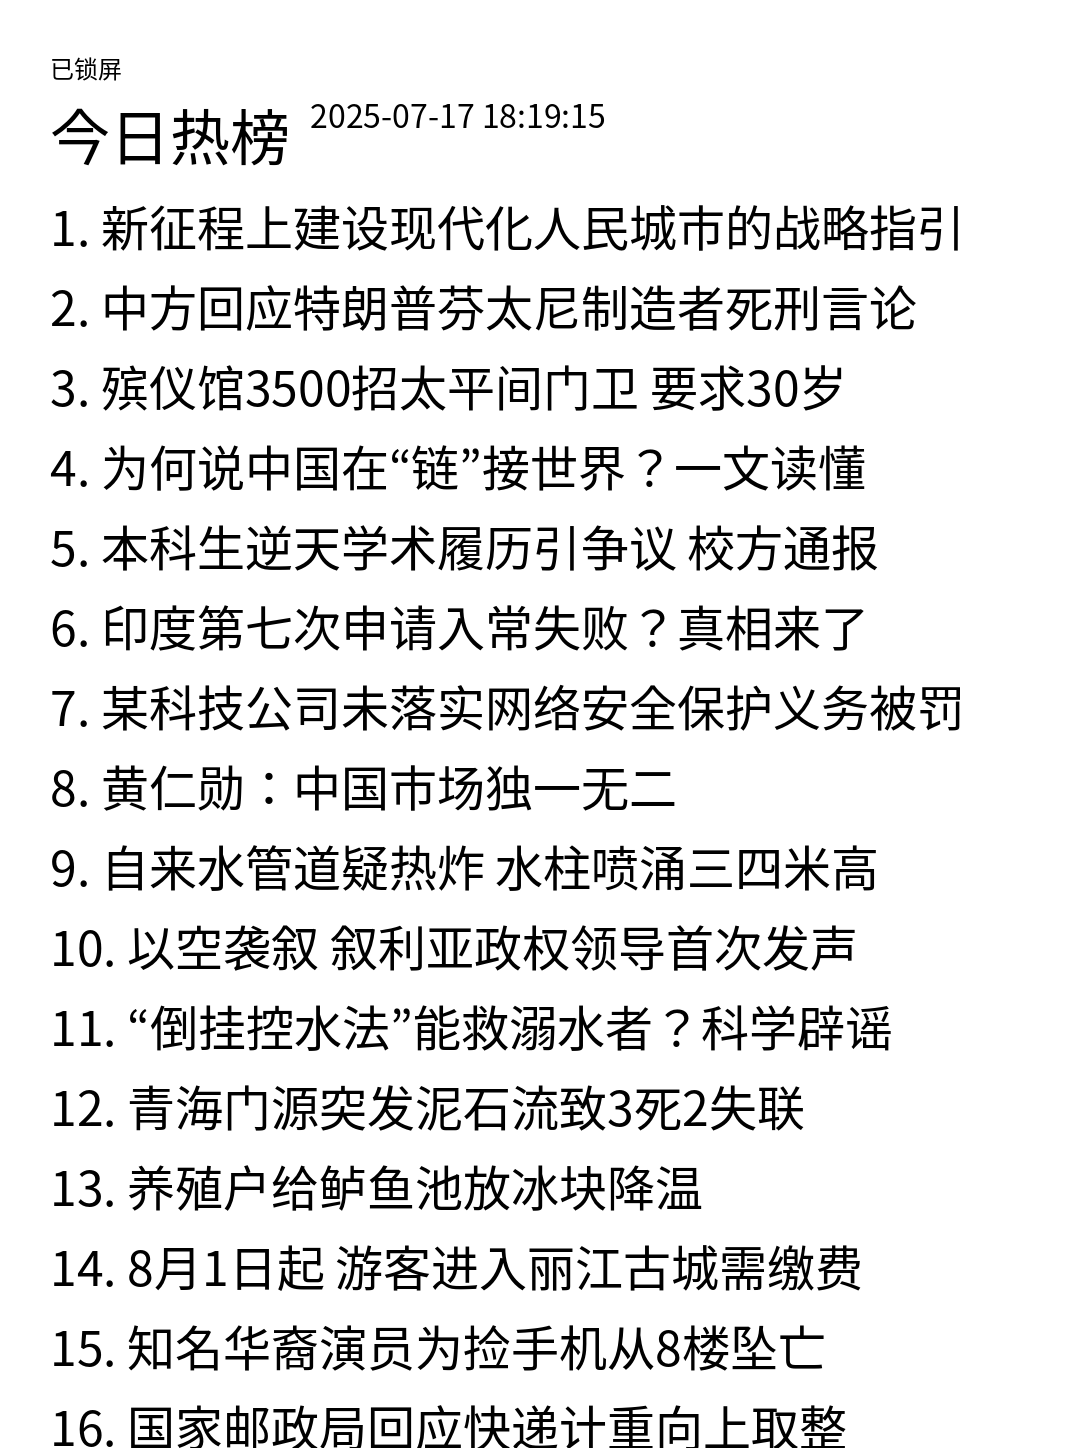 已锁屏
今日热榜 2025-07-17 18:19:15
1. 新征程上建设现代化人民城市的战略指引
2. 中方回应特朗普芬太尼制造者死刑言论
3. 殡仪馆3500招太平间门卫 要求30岁
4. 为何说中国在“链”接世界？一文读懂
5. 本科生逆天学术履历引争议 校方通报
6. 印度第七次申请入常失败？真相来了
7. 某科技公司未落实网络安全保护义务被罚
8. 黄仁勋：中国市场独一无二
9. 自来水管道疑热炸 水柱喷涌三四米高
10. 以空袭叙 叙利亚政权领导首次发声
11. “倒挂控水法”能救溺水者？科学辟谣
12. 青海门源突发泥石流致3死2失联
13. 养殖户给鲈鱼池放冰块降温
14. 8月1日起 游客进入丽江古城需缴费
15. 知名华裔演员为捡手机从8楼坠亡
16. 国家邮政局回应快递计重向上取整